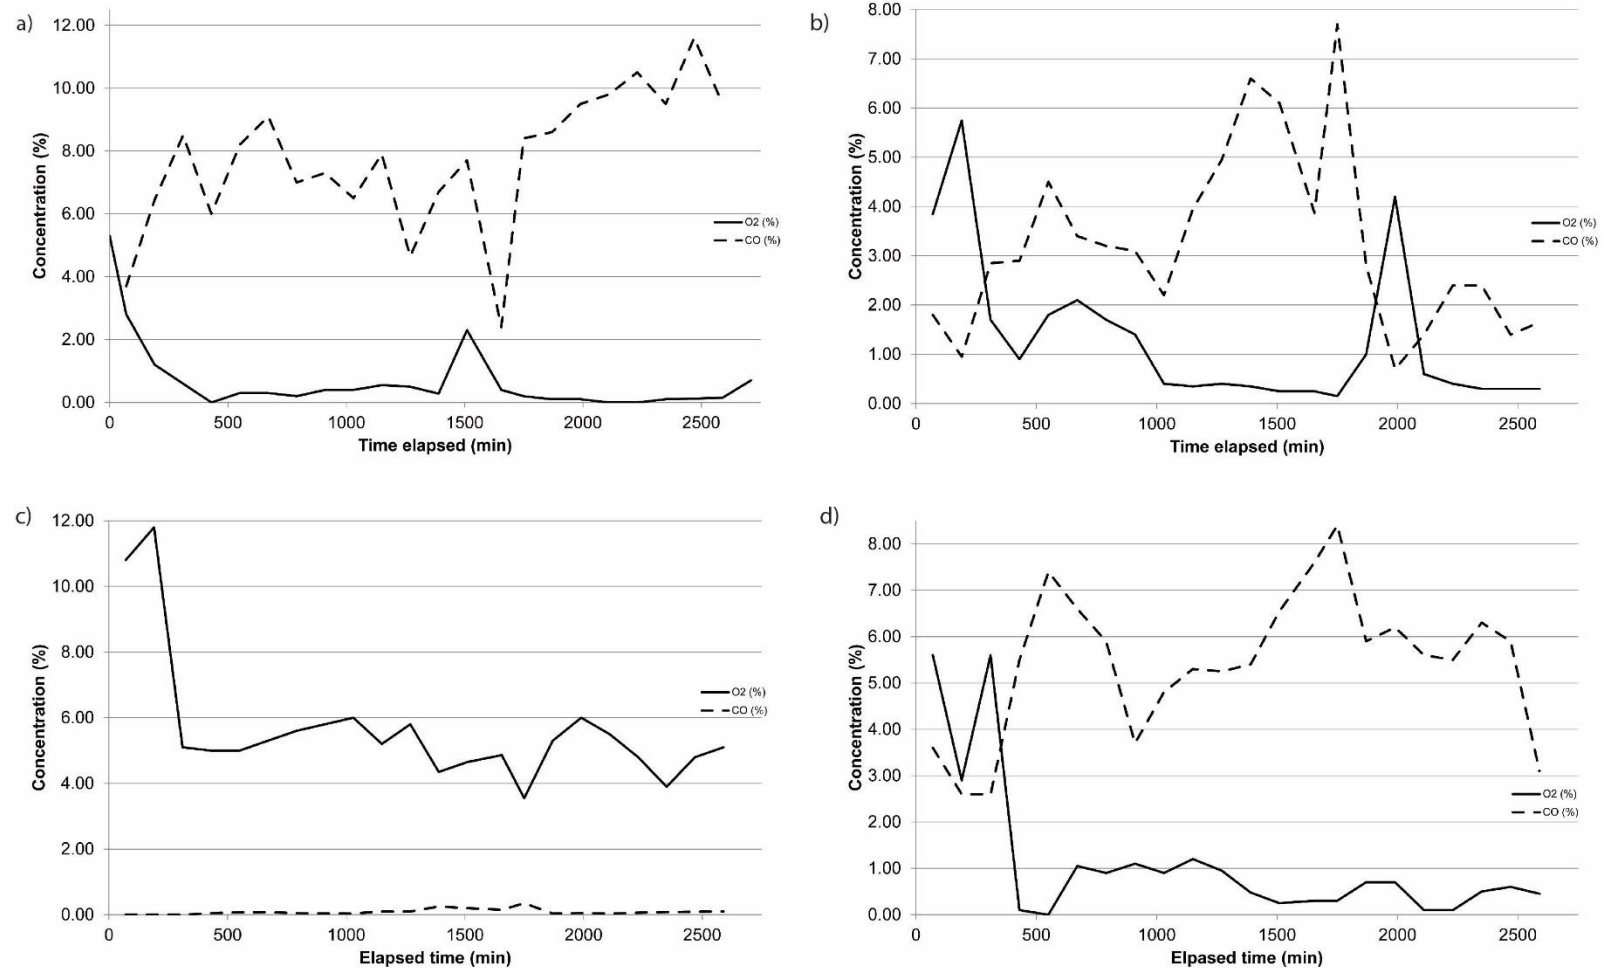 a)
12.00
10.00
8.00
6.00
4.00
2.00
0.00
Concentration (%)
O2 (%)
CO (%)
0 500 1000 1500 2000 2500
Time elapsed (min)
b)
8.00
7.00
6.00
5.00
4.00
3.00
2.00
1.00
0.00
Concentration (%)
O2 (%)
CO (%)
0 500 1000 1500 2000 2500
Time elapsed (min)
c)
12.00
10.00
8.00
6.00
4.00
2.00
0.00
Concentration (%)
O2 (%)
CO (%)
0 500 1000 1500 2000 2500
Elapsed time (min)
d)
8.00
7.00
6.00
5.00
4.00
3.00
2.00
1.00
0.00
Concentration (%)
O2 (%)
CO (%)
0 500 1000 1500 2000 2500
Elpased time (min)